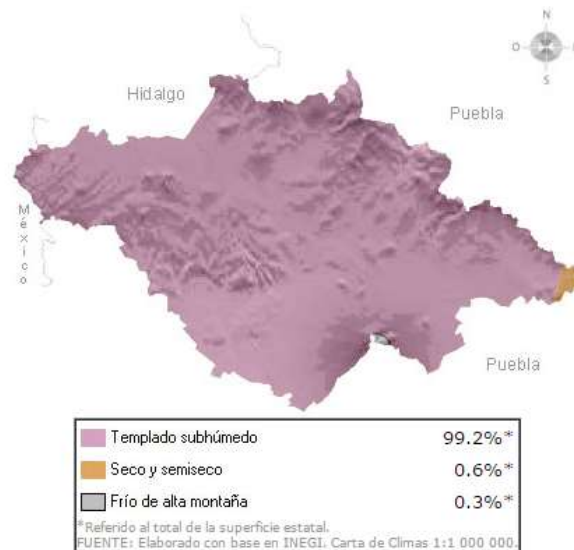 N
O
E
S
Hidalgo
Puebla
México
Puebla
Templado subhúmedo 99.2%*
Seco y semiseco 0.6%*
Frío de alta montaña 0.3%*
*Referido al total de la superficie estatal.
FUENTE: Elaborado con base en INEGI. Carta de Climas 1:1 000 000.